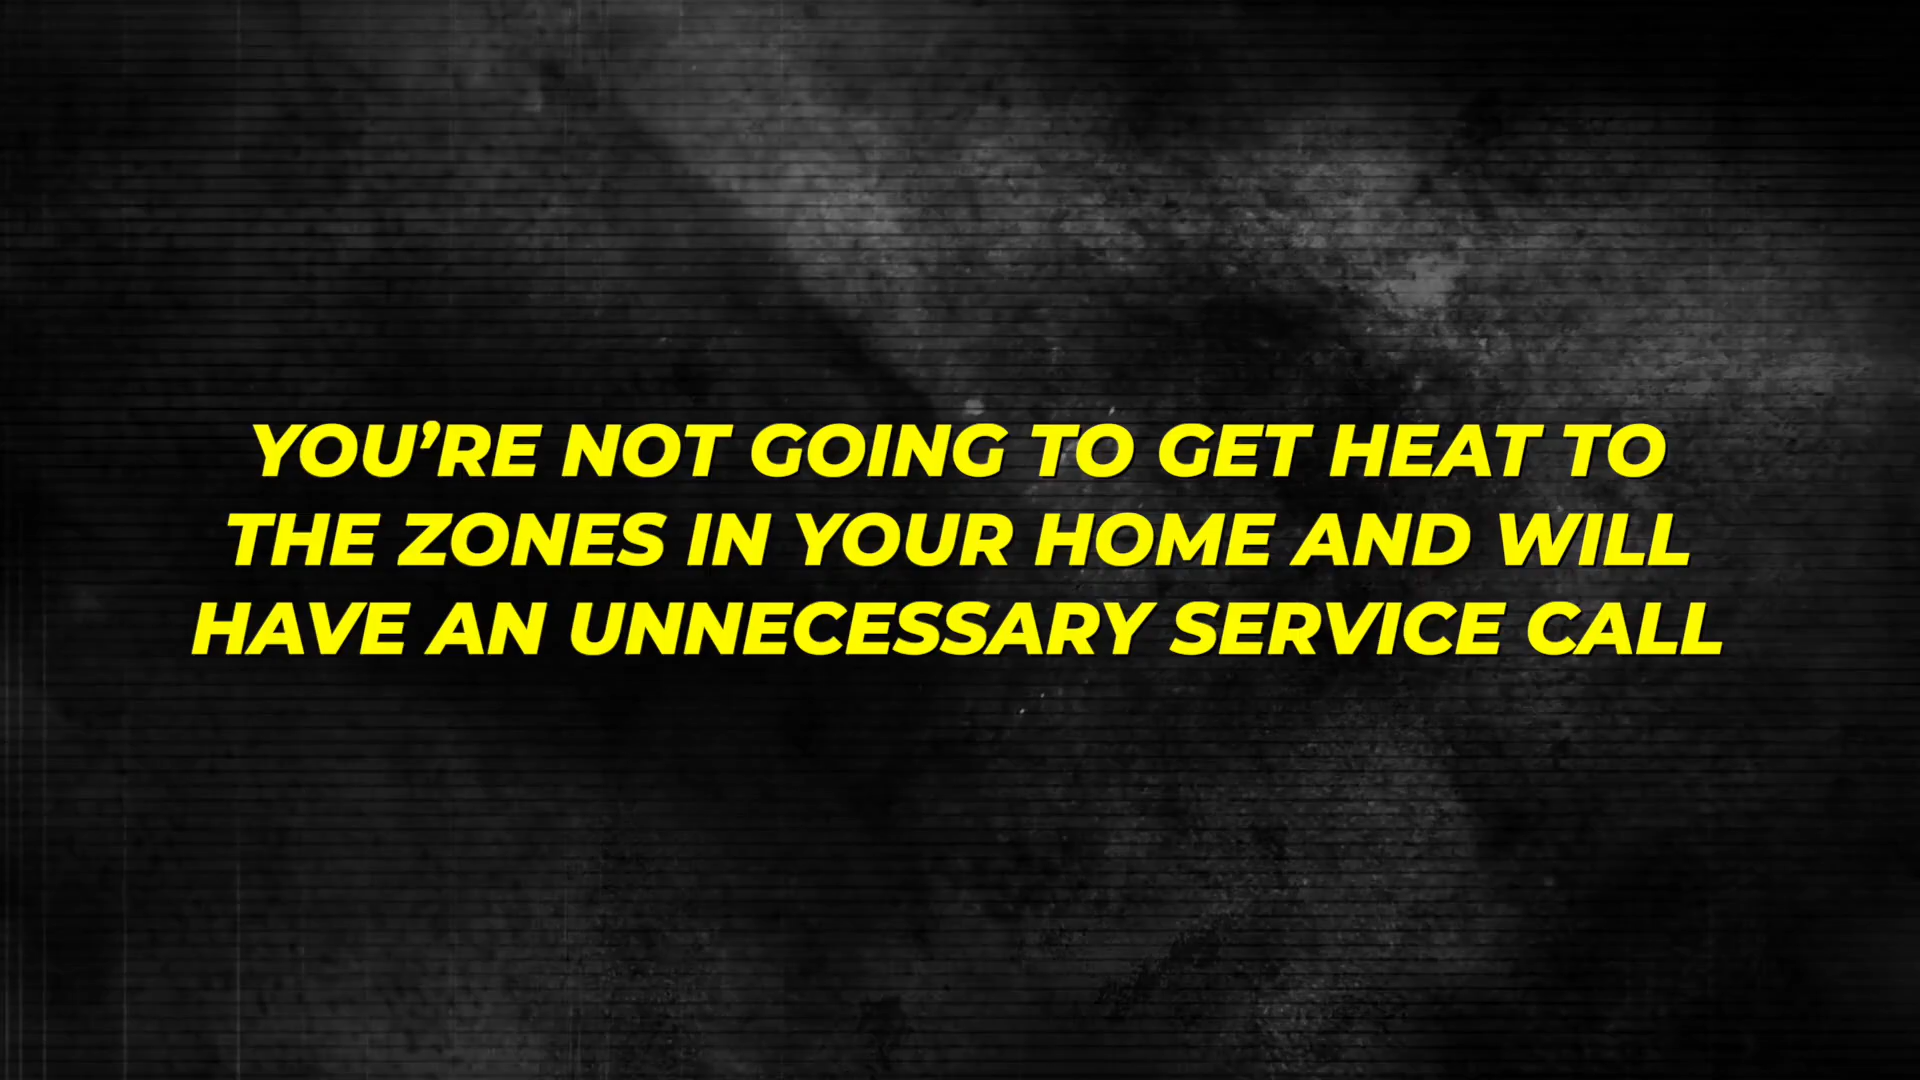 YOU’RE NOT GOING TO GET HEAT TO
THE ZONES IN YOUR HOME AND WILL
HAVE AN UNNECESSARY SERVICE CALL